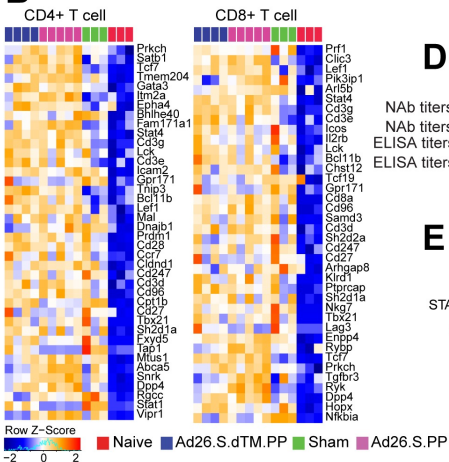 CD4+ T cell
Prkch
Satb1
Tcf7
Tmem204
Gata3
Itm2a
Epha4
Bhlhe40
Fam171a1
Stat4
Cd3g
Lck
Cd3e
Icam2
Gpr171
Tnip3
Bcl11b
Lef1
Mal
Dnajb1
Prdm1
Cd28
Ccr7
Cldnd1
Cd247
Cd3d
Cd96
Cpt1b
Cd27
Tbx21
Sh2d1a
Fxyd5
Tap1
Mtus1
Abca5
Snrk
Dpp4
Rgcc
Stat1
Vipr1
CD8+ T cell
Prf1
Clic3
Lef1
Pik3ip1
Arl5b
Stat4
Cd3g
Cd3e
Icos
Il2rb
Lck
Bcl11b
Chst12
Tcf19
Gpr171
Cd8a
Cd96
Samd3
Cd3d
Sh2d2a
Cd247
Cd27
Arhgap8
Klrd1
Ptprcap
Sh2d1a
Nkg7
Tbx21
Lag3
Enpp4
Rybp
Tcf7
Prkch
Tgfbr3
Ryk
Dpp4
Hopx
Nfkbia
D
NAb titers
NAb titers
ELISA titers
ELISA titers
E
STA
Row Z-Score
−2 0 2
Naive Ad26.S.dTM.PP Sham Ad26.S.PP